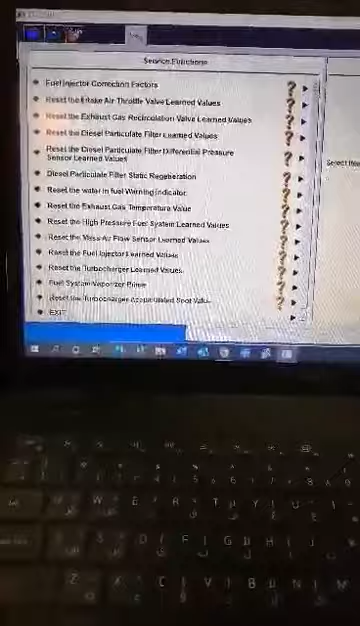 Service Functions
Fuel Injector Correction Factors
Reset the Intake Air Throttle Valve Learned Values
Reset the Exhaust Gas Recirculation Valve Learned Values
Reset the Diesel Particulate Filter Learned Values
Reset the Diesel Particulate Filter Differential Pressure
Sensor Learned Values
Diesel Particulate Filter Static Regeneration
Reset the water in fuel Warning Indicator
Reset the Exhaust Gas Temperature Value
Reset the High Pressure Fuel System Learned Values
Reset the Mass Air Flow Sensor Learned Values
Reset the Fuel Injector Learned Values
Reset the Turbocharger Learned Values
Fuel System Vaporizer Prime
Reset the Turbocharger Accumulated Soot Value
EXIT
Select
W E R T Y U I
S D F G H J
Z X C V B N M